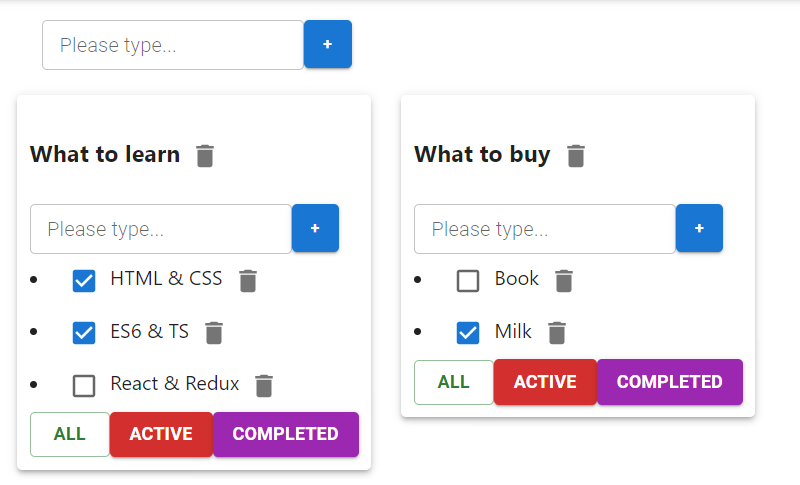 Please type... +
What to learn
Please type... +
HTML & CSS
ES6 & TS
React & Redux
ALL ACTIVE COMPLETED
What to buy
Please type... +
Book
Milk
ALL ACTIVE COMPLETED